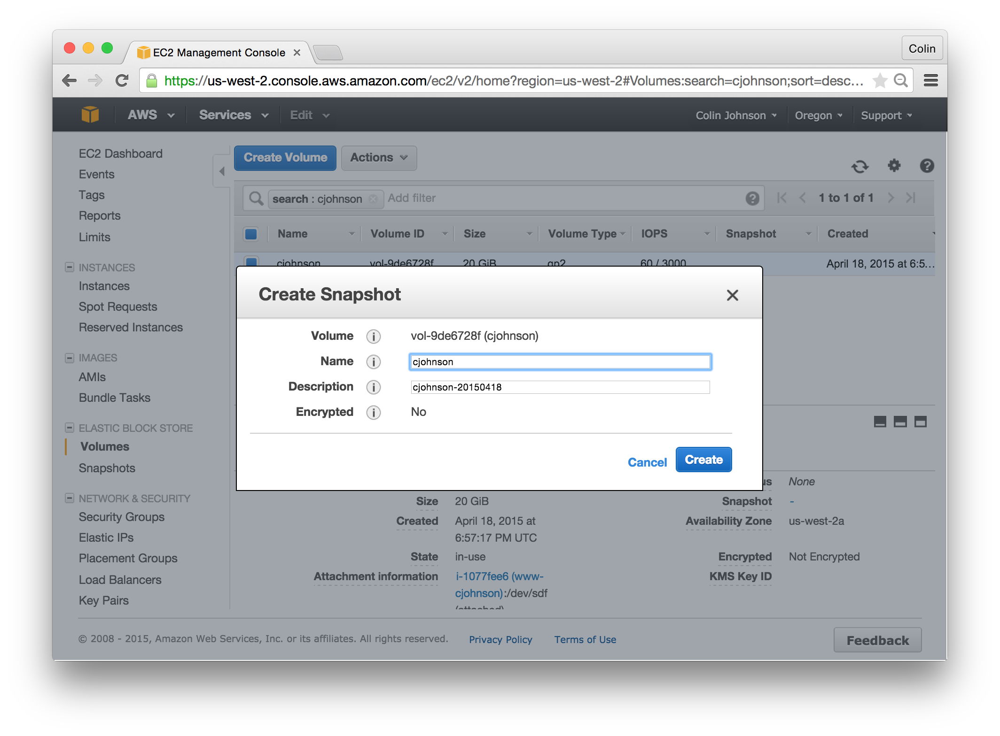 EC2 Management Console
Colin
https://us-west-2.console.aws.amazon.com/ec2/v2/home?region=us-west-2#Volumes:search=cjohnson;sort=desc...
AWS Services Edit Colin Johnson Oregon Support
EC2 Dashboard
Events
Tags
Reports
Limits
INSTANCES
Instances
Spot Requests
Reserved Instances
IMAGES
AMIs
Bundle Tasks
ELASTIC BLOCK STORE
Volumes
Snapshots
NETWORK & SECURITY
Security Groups
Elastic IPs
Placement Groups
Load Balancers
Key Pairs
Create Volume Actions
search : cjohnson Add filter 1 to 1 of 1
Name Volume ID Size Volume Type IOPS Snapshot Created
cjohnson vol-9de6728f 20 GiB gp2 60 / 3000 April 18, 2015 at 6:5...
Create Snapshot
Volume vol-9de6728f (cjohnson)
Name cjohnson
Description cjohnson-20150418
Encrypted No
Cancel Create
us None
Size 20 GiB Snapshot -
Created April 18, 2015 at Availability Zone us-west-2a
6:57:17 PM UTC
State in-use Encrypted Not Encrypted
Attachment information i-1077fee6 (www- KMS Key ID
cjohnson):/dev/sdf
(attached)
© 2008 - 2015, Amazon Web Services, Inc. or its affiliates. All rights reserved. Privacy Policy Terms of Use Feedback